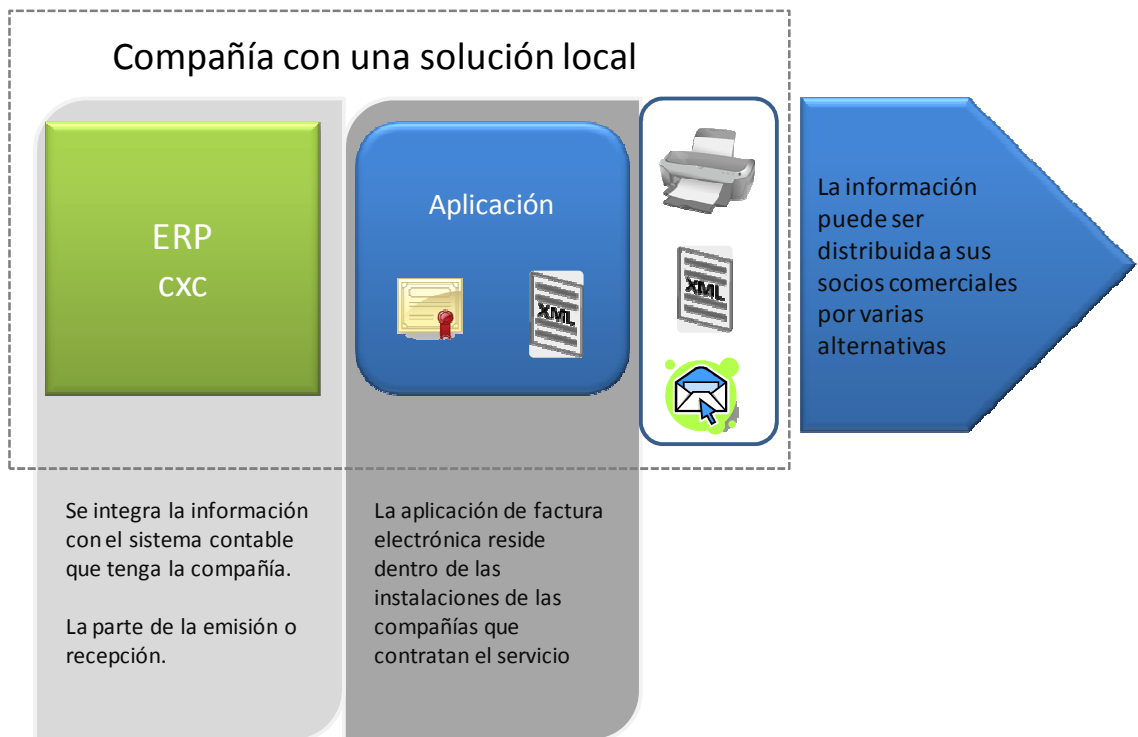 Compañía con una solución local
ERP
cxc
Aplicación
XML
XML
La información
puede ser
distribuida a sus
socios comerciales
por varias
alternativas
Se integra la información
con el sistema contable
que tenga la compañía.
La parte de la emisión o
recepción.
La aplicación de factura
electrónica reside
dentro de las
instalaciones de las
compañías que
contratan el servicio